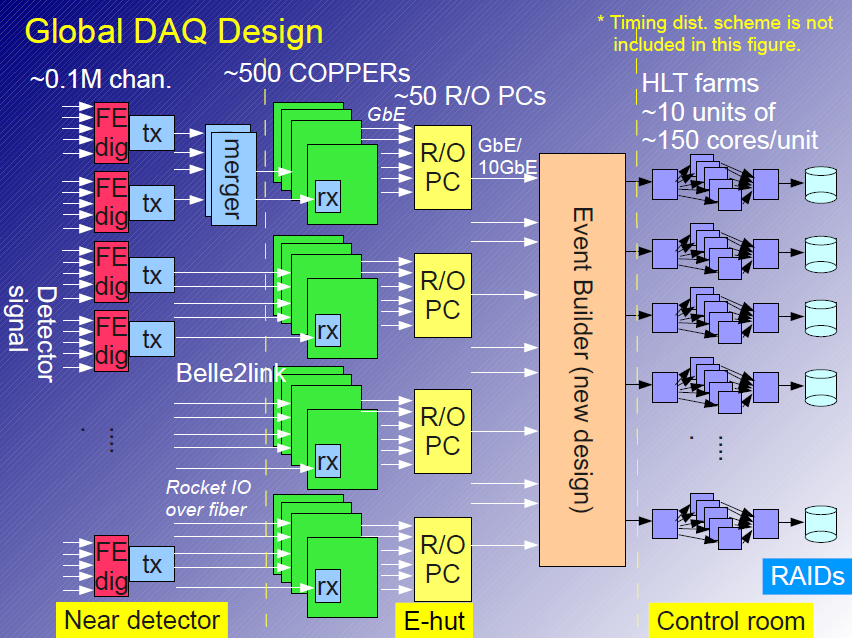 Global DAQ Design
* Timing dist. scheme is not
included in this figure.
~0.1M chan.
~500 COPPERs
~50 R/O PCs
HLT farms
~10 units of
~150 cores/unit
GbE
GbE/
10GbE
FE
dig
tx
merger
rx
R/O
PC
FE
dig
tx
Detector
signal
FE
dig
tx
rx
R/O
PC
FE
dig
tx
Event Builder (new design)
Belle2link
rx
R/O
PC
Rocket IO
over fiber
FE
dig
tx
rx
R/O
PC
RAIDs
Near detector
E-hut
Control room